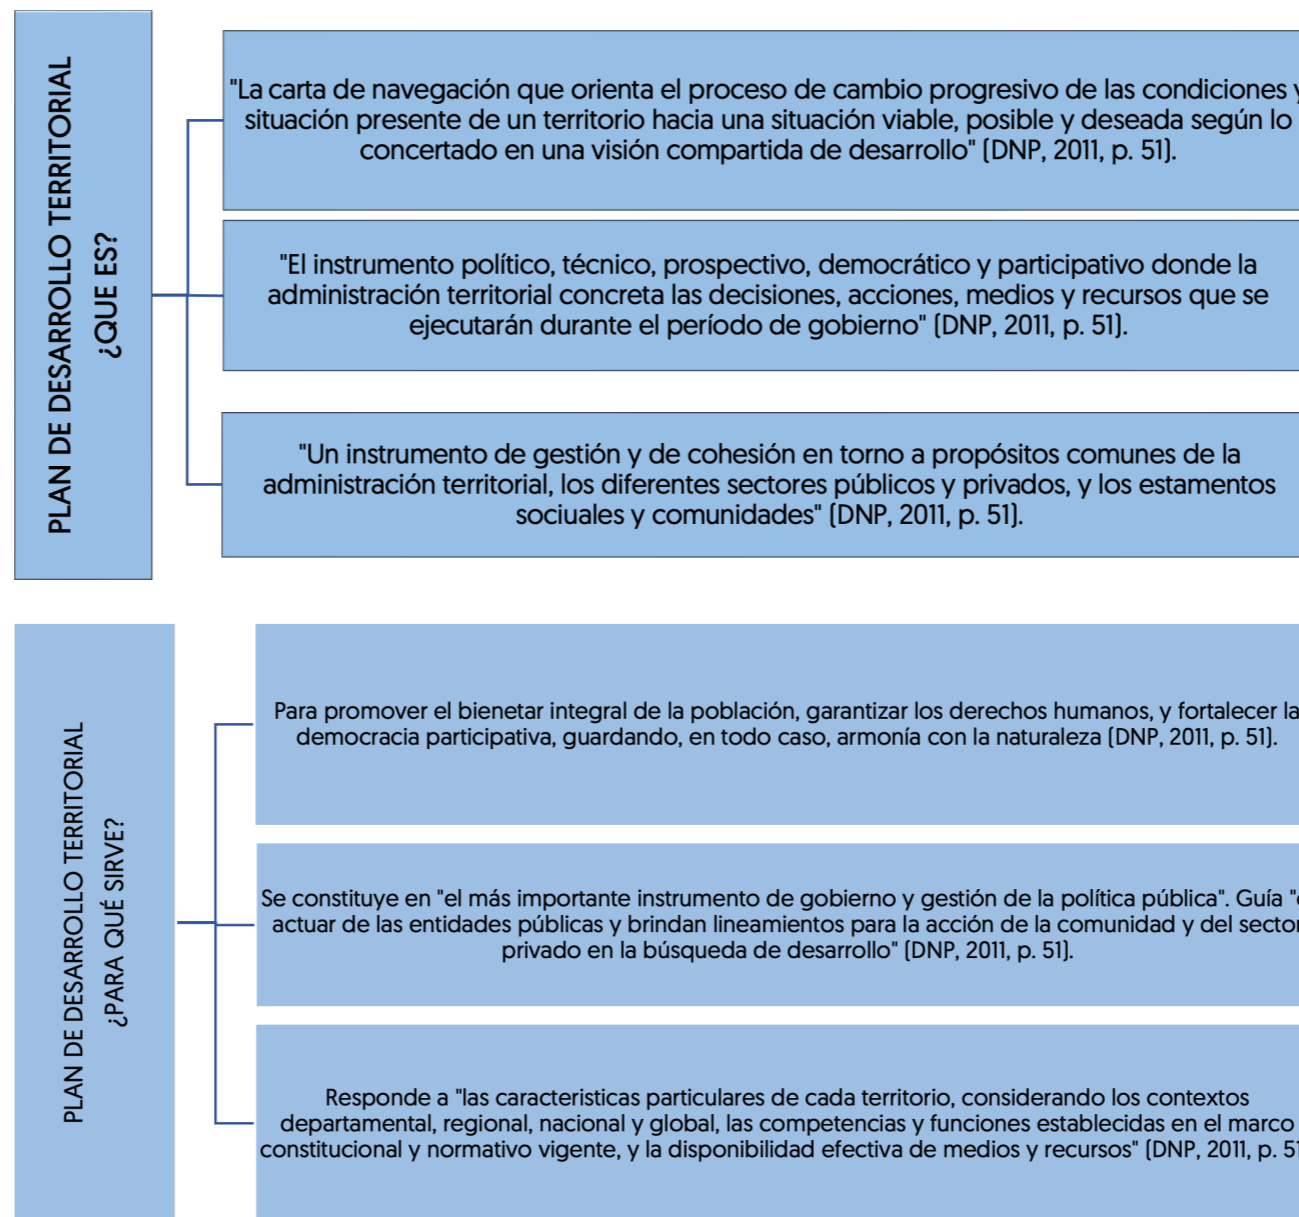 PLAN DE DESARROLLO TERRITORIAL
¿QUE ES?
"La carta de navegación que orienta el proceso de cambio progresivo de las condiciones y
situación presente de un territorio hacia una situación viable, posible y deseada según lo
concertado en una visión compartida de desarrollo" (DNP, 2011, p. 51).
"El instrumento político, técnico, prospectivo, democrático y participativo donde la
administración territorial concreta las decisiones, acciones, medios y recursos que se
ejecutarán durante el período de gobierno" (DNP, 2011, p. 51).
"Un instrumento de gestión y de cohesión en torno a propósitos comunes de la
administración territorial, los diferentes sectores públicos y privados, y los estamentos
sociuales y comunidades" (DNP, 2011, p. 51).
PLAN DE DESARROLLO TERRITORIAL
¿PARA QUÉ SIRVE?
Para promover el bienetar integral de la población, garantizar los derechos humanos, y fortalecer la
democracia participativa, guardando, en todo caso, armonía con la naturaleza (DNP, 2011, p. 51).
Se constituye en "el más importante instrumento de gobierno y gestión de la política pública". Guía "
actuar de las entidades públicas y brindan lineamientos para la acción de la comunidad y del sector
privado en la búsqueda de desarrollo" (DNP, 2011, p. 51).
Responde a "las caracteristicas particulares de cada territorio, considerando los contextos
departamental, regional, nacional y global, las competencias y funciones establecidas en el marco
constitucional y normativo vigente, y la disponibilidad efectiva de medios y recursos" (DNP, 2011, p. 51